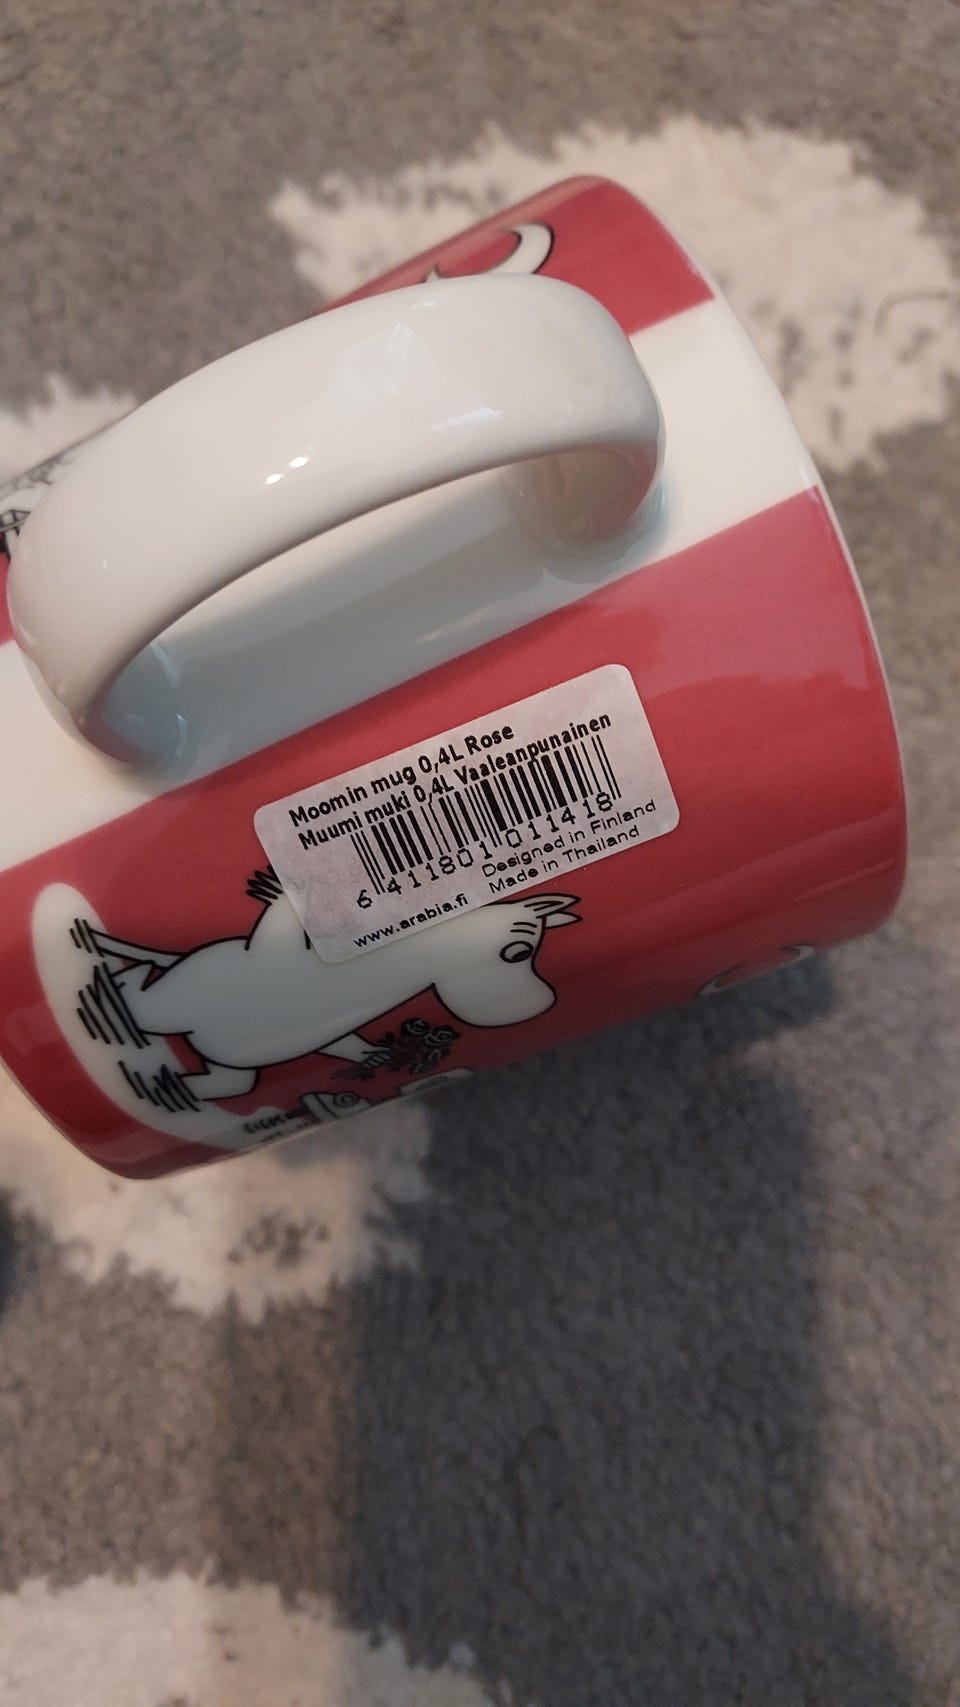 Moomin mug 0,4L Rose
Muumi muki 0,4L Vaaleanpunainen
6 411801 011418
Designed in Finland
www.arabia.fi Made in Thailand